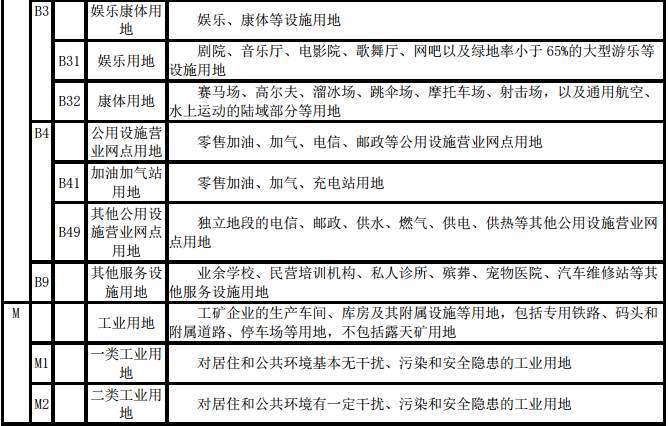 B3
娱乐康体用
地
娱乐、康体等设施用地
B31
娱乐用地
剧院、音乐厅、电影院、歌舞厅、网吧以及绿地率小于 65%的大型游乐等
设施用地
B32
康体用地
赛马场、高尔夫、溜冰场、跳伞场、摩托车场、射击场，以及通用航空、
水上运动的陆域部分等用地
B4
公用设施营
业网点用地
零售加油、加气、电信、邮政等公用设施营业网点用地
B41
加油加气站
用地
零售加油、加气、充电站用地
B49
其他公用设
施营业网点
用地
独立地段的电信、邮政、供水、燃气、供电、供热等其他公用设施营业网
点用地
B9
其他服务设
施用地
业余学校、民营培训机构、私人诊所、殡葬、宠物医院、汽车维修站等其
他服务设施用地
M
工业用地
工矿企业的生产车间、库房及其附属设施等用地，包括专用铁路、码头和
附属道路、停车场等用地，不包括露天矿用地
M1
一类工业用
地
对居住和公共环境基本无干扰、污染和安全隐患的工业用地
M2
二类工业用
地
对居住和公共环境有一定干扰、污染和安全隐患的工业用地